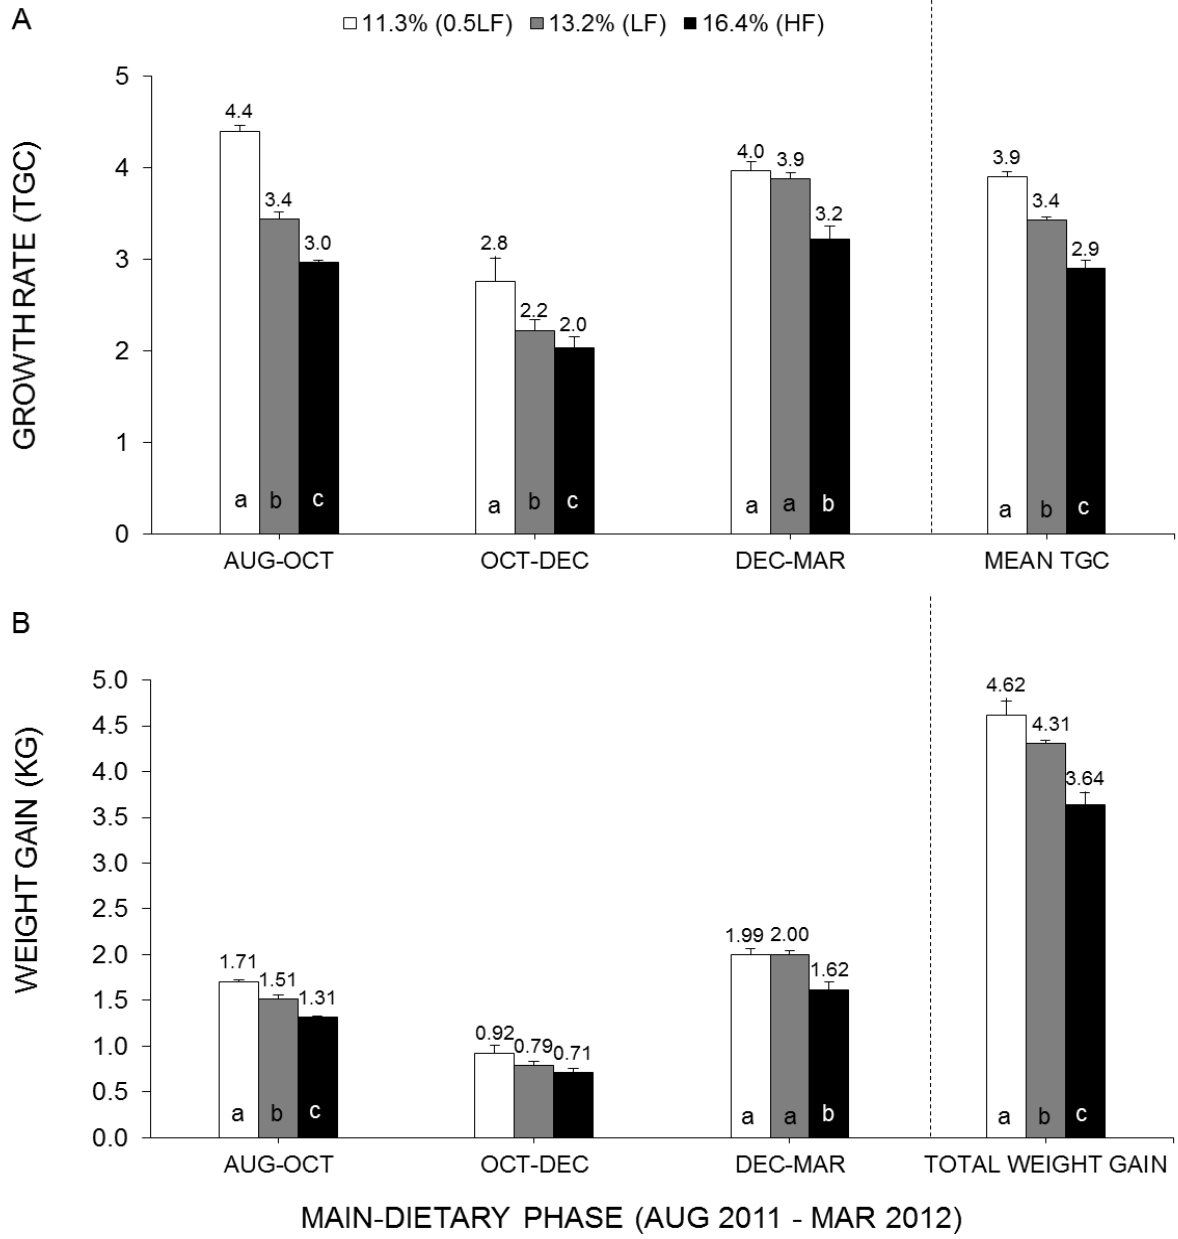 A
11.3% (0.5LF) 13.2% (LF) 16.4% (HF)
GROWTH RATE (TGC)
5
4
3
2
1
0
4.4
3.4
3.0
2.8
2.2
2.0
4.0
3.9
3.2
3.9
3.4
2.9
a b c
a b c
a a b
a b c
AUG-OCT OCT-DEC DEC-MAR MEAN TGC
B
WEIGHT GAIN (KG)
5.0
4.5
4.0
3.5
3.0
2.5
2.0
1.5
1.0
0.5
0.0
1.71
1.51
1.31
0.92
0.79
0.71
1.99
2.00
1.62
4.62
4.31
3.64
a b c
a a b
a b c
AUG-OCT OCT-DEC DEC-MAR TOTAL WEIGHT GAIN
MAIN-DIETARY PHASE (AUG 2011 - MAR 2012)